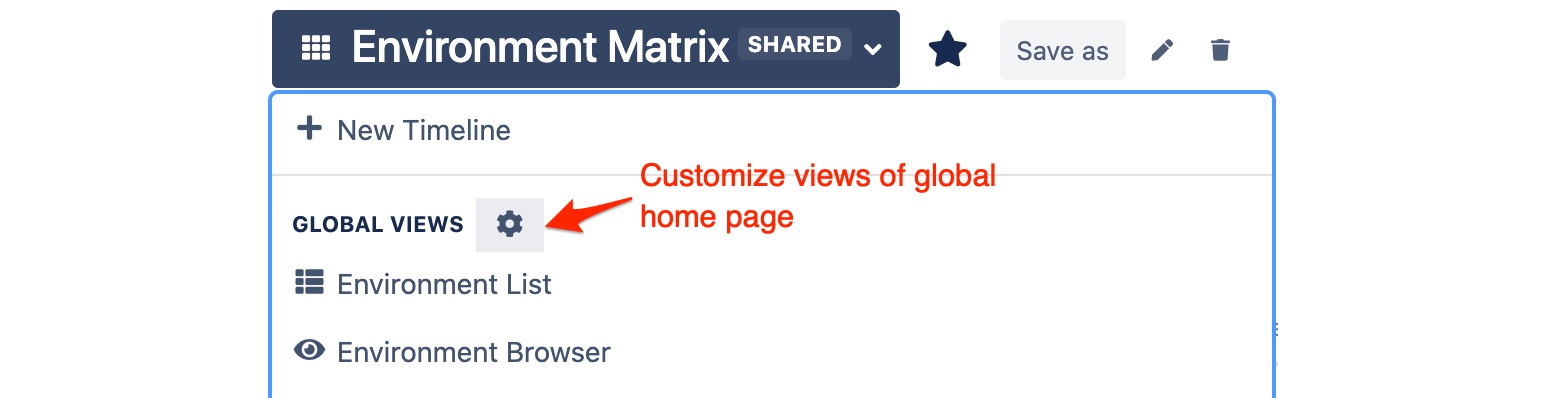 Environment Matrix SHARED
Save as
New Timeline
Customize views of global
home page
GLOBAL VIEWS
Environment List
Environment Browser